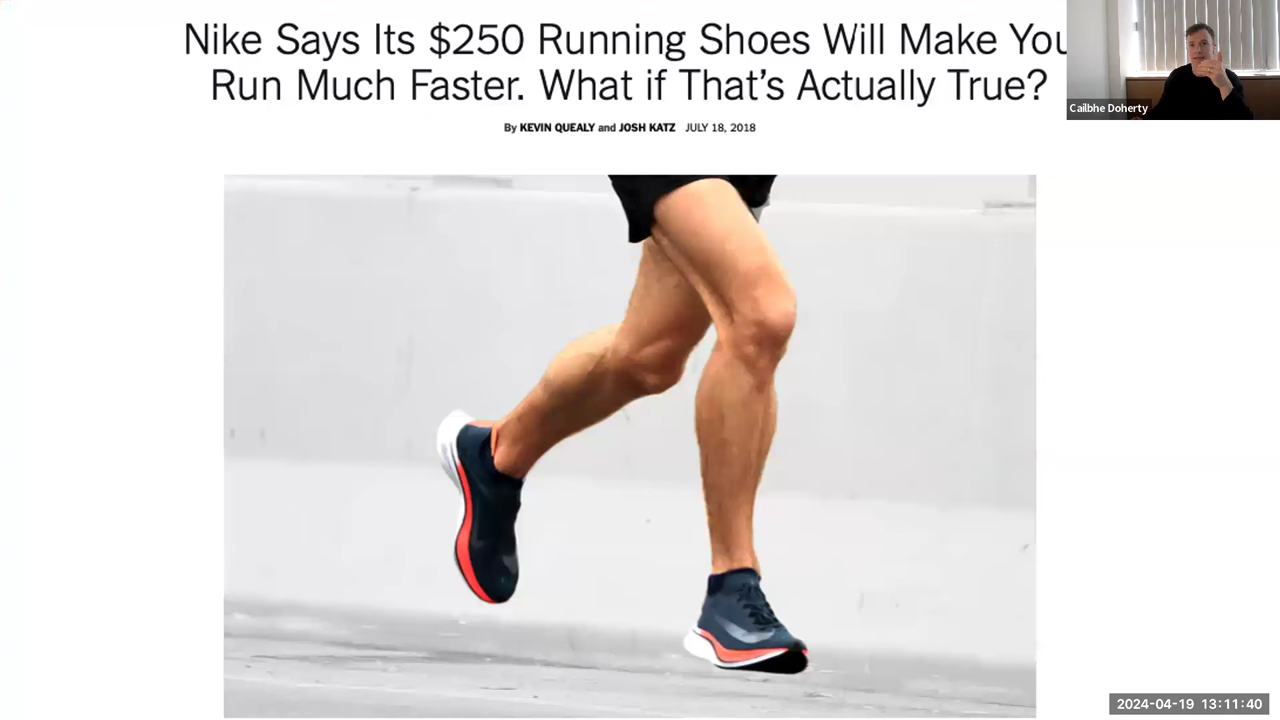 Nike Says Its $250 Running Shoes Will Make You
Run Much Faster. What if That's Actually True?
By KEVIN QUEALY and JOSH KATZ JULY 18, 2018
Cailbhe Doherty
2024-04-19 13:11:40